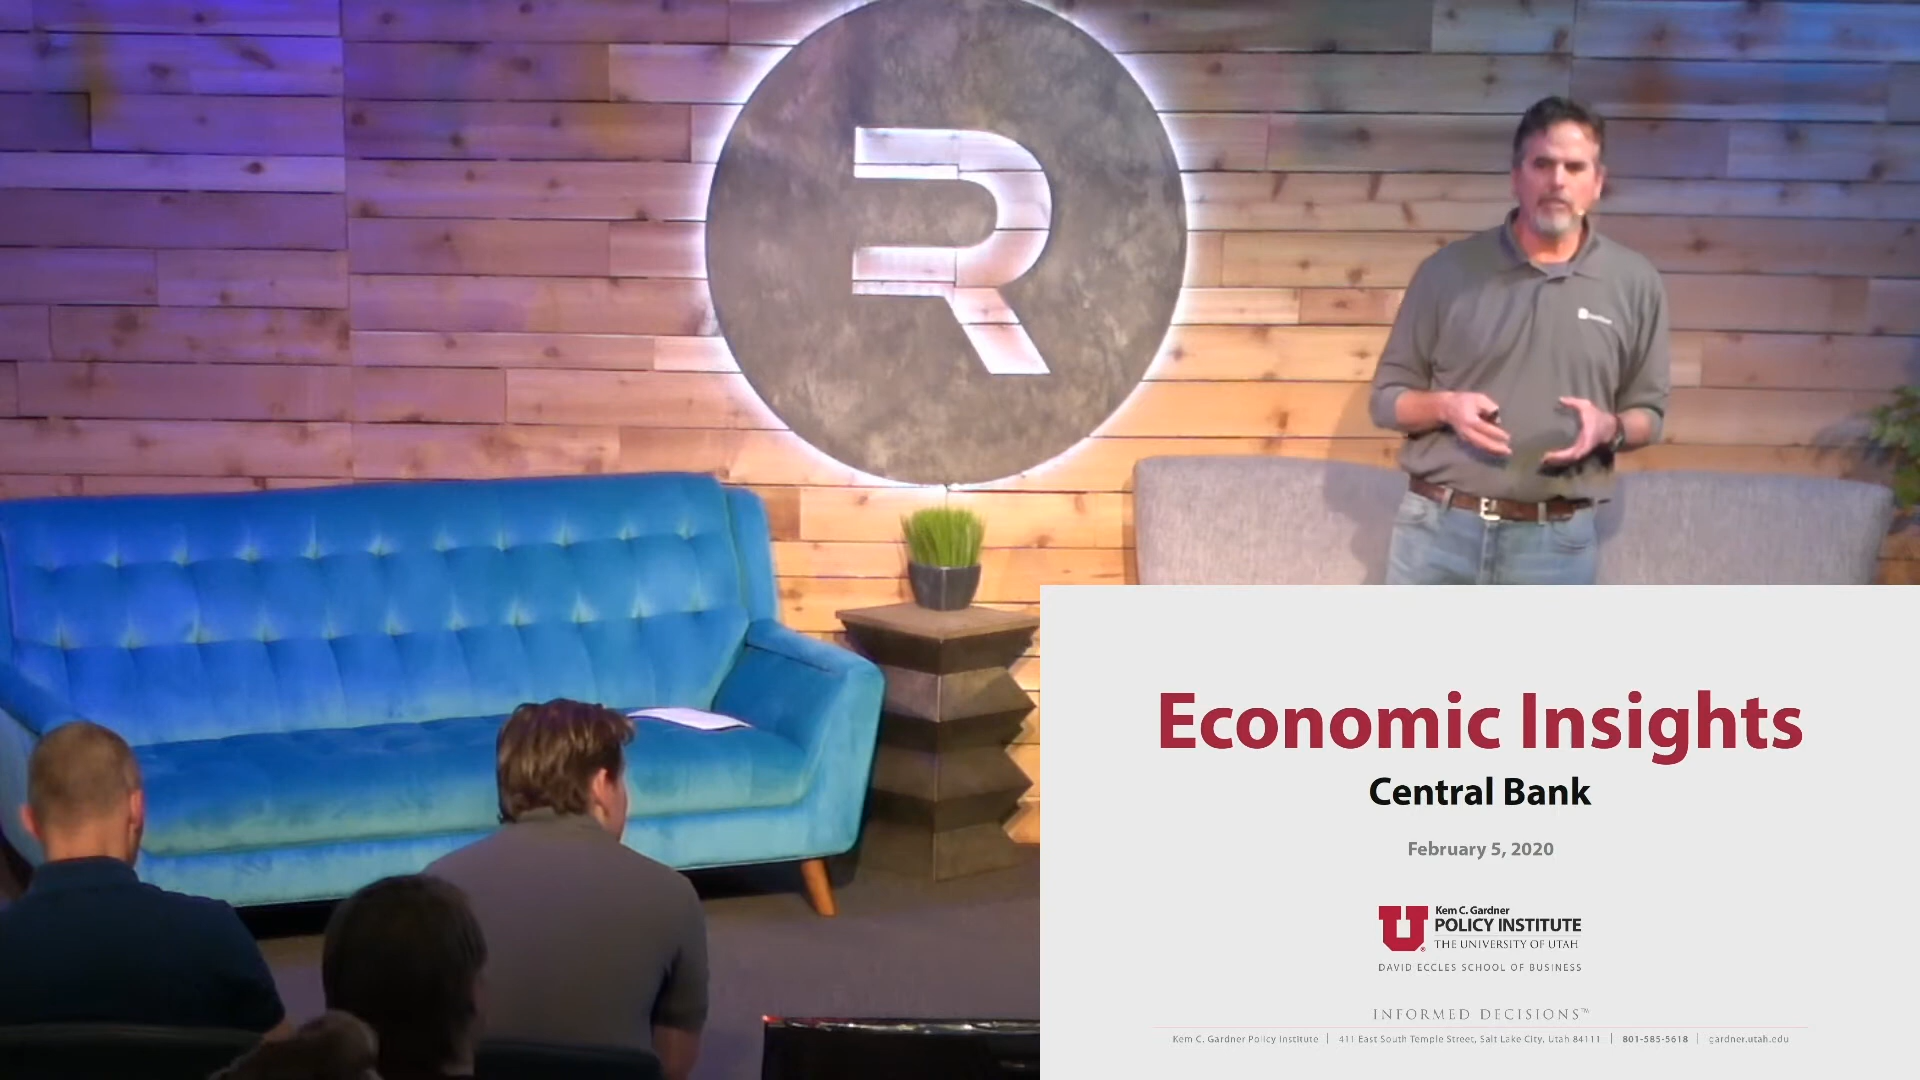 R
Economic Insights
Central Bank
February 5, 2020
U
Kem C. Gardner
POLICY INSTITUTE
THE UNIVERSITY OF UTAH
DAVID ECCLES SCHOOL OF BUSINESS
INFORMED DECISIONS™
Kem C. Gardner Policy Institute | 411 East South Temple Street, Salt Lake City, Utah 84111 | 801-585-5618 | gardner.utah.edu